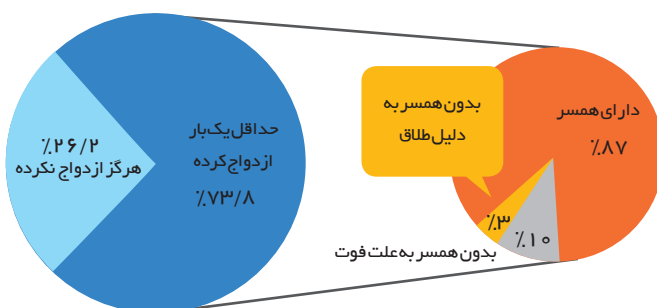 حداقل یک بار
ازدواج کرده
٪۷۳/۸
٪۲۶/۲
هرگز ازدواج نکرده
دارای همسر
٪۸۷
بدون همسر به
دلیل طلاق
٪۳
٪۱۰
بدون همسر به علت فوت